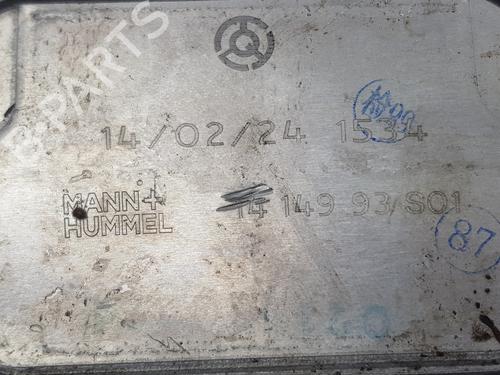 14/02/24 1534
MANN+
HUMMEL
14 149 93 S01
87
B-PARTS